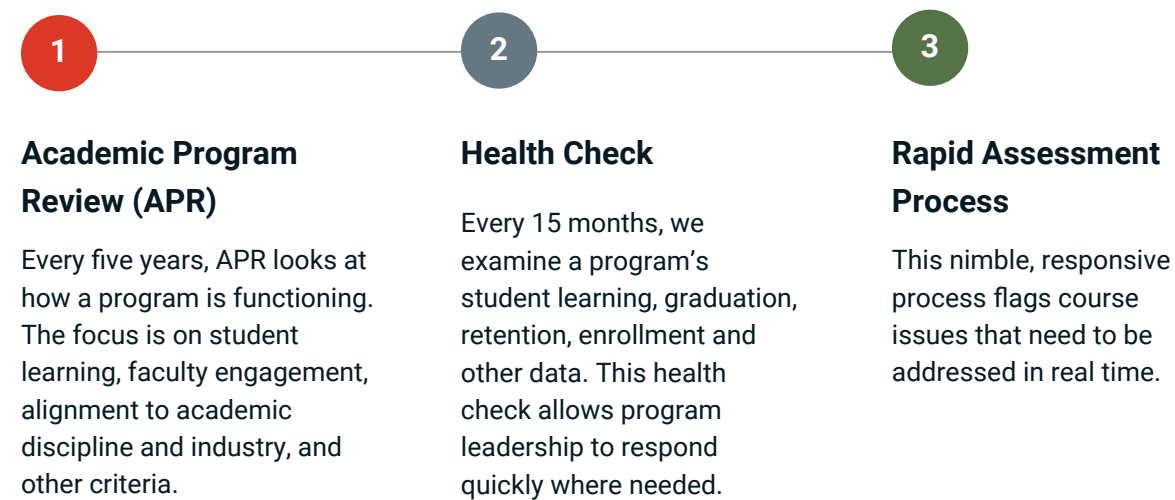 1
Academic Program
Review (APR)
Every five years, APR looks at
how a program is functioning.
The focus is on student
learning, faculty engagement,
alignment to academic
discipline and industry, and
other criteria.
2
Health Check
Every 15 months, we
examine a program’s
student learning, graduation,
retention, enrollment and
other data. This health
check allows program
leadership to respond
quickly where needed.
3
Rapid Assessment
Process
This nimble, responsive
process flags course
issues that need to be
addressed in real time.